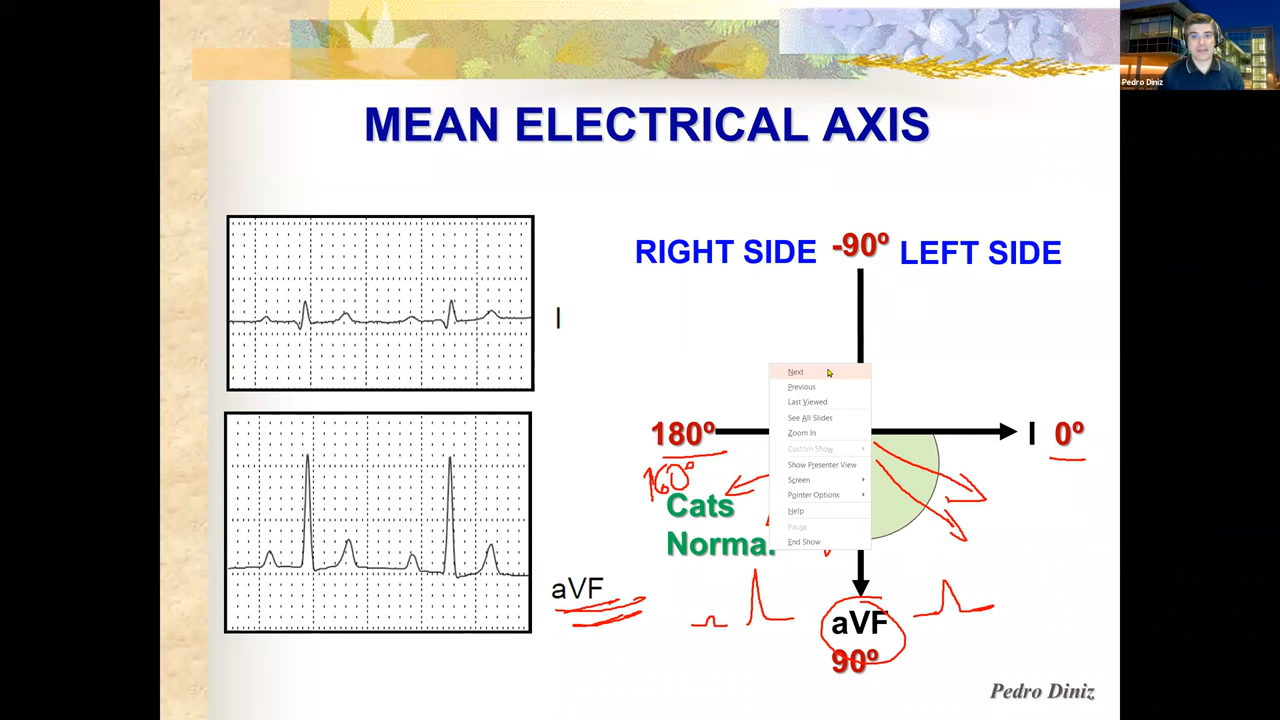 Pedro Diniz
MEAN ELECTRICAL AXIS
RIGHT SIDE -90º LEFT SIDE
I
Next
Previous
Last Viewed
See All Slides
Zoom In
Custom Show
Show Presenter View
Screen
Pointer Options
Help
Pause
End Show
180º
I 0º
160°
Cats
Normal
aVF
aVF
90º
Pedro Diniz